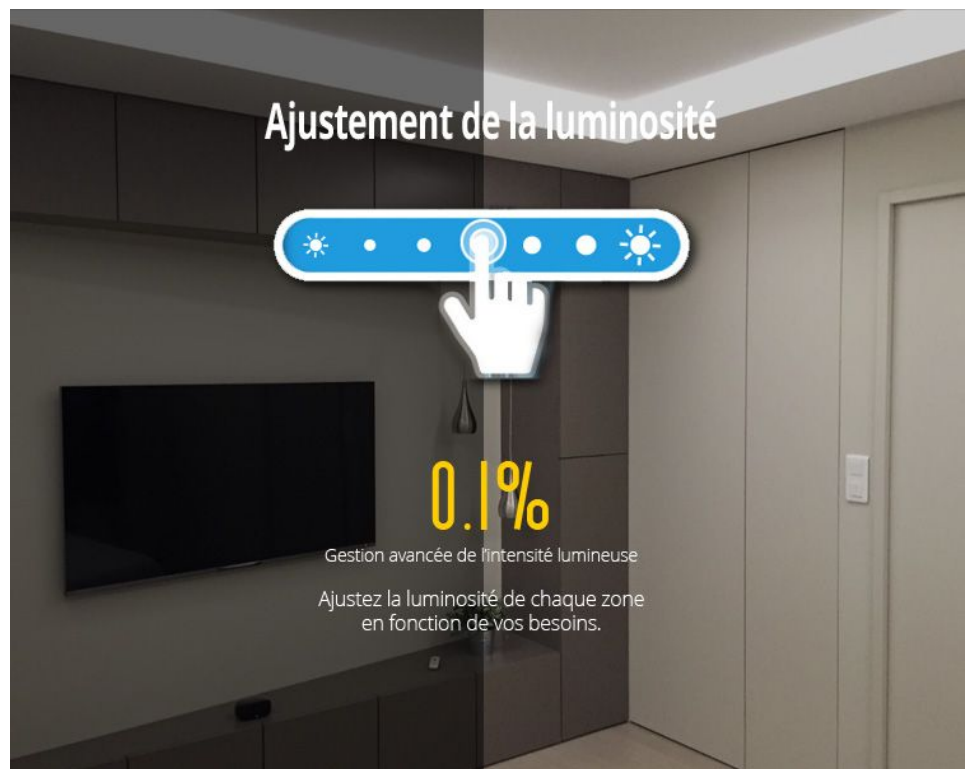 Ajustement de la luminosité
0.1%
Gestion avancée de l'intensité lumineuse
Ajustez la luminosité de chaque zone
en fonction de vos besoins.